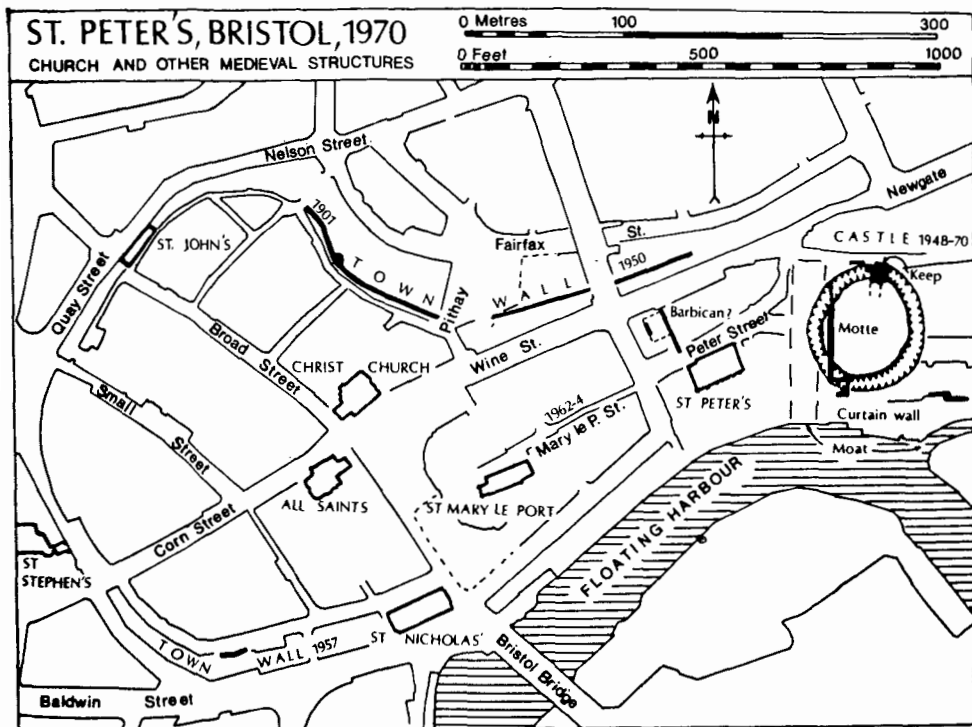 ST. PETER'S, BRISTOL, 1970
CHURCH AND OTHER MEDIEVAL STRUCTURES
0 Metres 100 300
0 Feet 500 1000
N
Nelson Street
Newgate
1901
ST. JOHN'S
Fairfax
St.
CASTLE 1948-70
TOWN
WALL
1950
Keep
Quay Street
Pithay
Barbican?
Motte
Broad Street
Wine St.
Peter Street
CHRIST CHURCH
ST PETER'S
Small Street
1962-4
Mary le P. St.
Curtain wall
Moat
ALL SAINTS
ST MARY LE PORT
Corn Street
FLOATING HARBOUR
ST
STEPHEN'S
TOWN WALL 1957
ST NICHOLAS'
Bristol Bridge
Baldwin Street